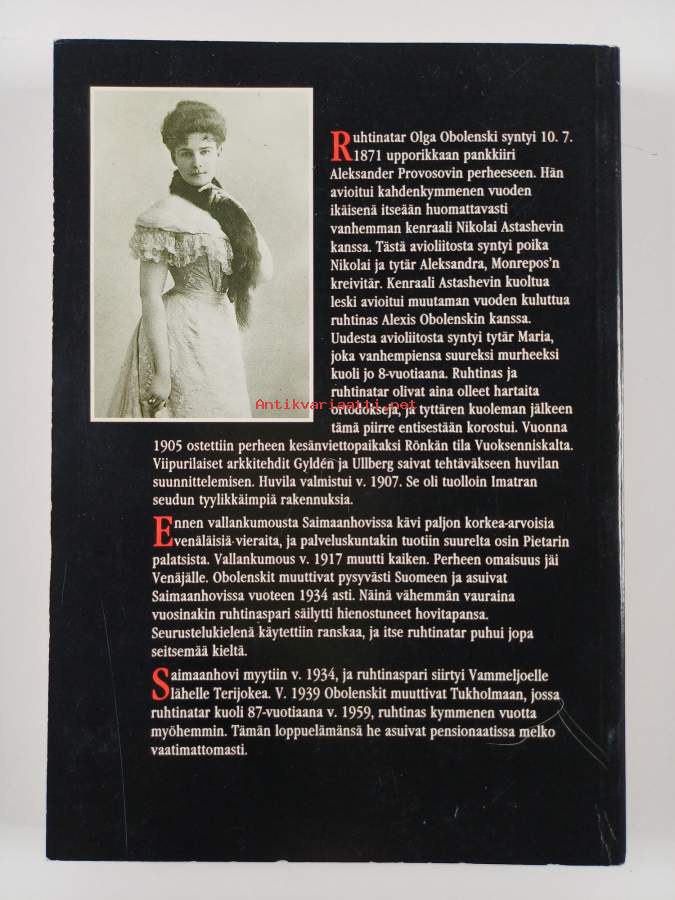 Ruhtinatar Olga Obolenski syntyi 10. 7.
1871 upporikkaan pankkiiri
Aleksander Provosovin perheeseen. Hän
avioitui kahdenkymmenen vuoden
ikäisenä itseään huomattavasti
vanhemman kenraali Nikolai Astashevin
kanssa. Tästä avioliitosta syntyi poika
Nikolai ja tytär Aleksandra, Monrepos'n
kreivitär. Kenraali Astashevin kuoltua
leski avioitui muutaman vuoden kuluttua
ruhtinas Alexis Obolenskin kanssa.
Uudesta avioliitosta syntyi tytär Maria,
joka vanhempiensa suureksi murheeksi
kuoli jo 8-vuotiaana. Ruhtinas ja
ruhtinatar olivat aina olleet hartaita
Antikvariaatti.net
ortodokseja, ja tyttären kuoleman jälkeen
tämä piirre entisestään korostui. Vuonna
1905 ostettiin perheen kesänviettopaikaksi Rönkän tila Vuoksenniskalta.
Viipurilaiset arkkitehdit Gyldén ja Ullberg saivat tehtäväkseen huvilan
suunnittelemisen. Huvila valmistui v. 1907. Se oli tuolloin Imatran
seudun tyylikkäimpiä rakennuksia.
Ennen vallankumousta Saimaanhovissa kävi paljon korkea-arvoisia
venäläisiä vieraita, ja palveluskuntakin tuotiin suurelta osin Pietarin
palatsista. Vallankumous v. 1917 muutti kaiken. Perheen omaisuus jäi
Venäjälle. Obolenskit muuttivat pysyvästi Suomeen ja asuivat
Saimaanhovissa vuoteen 1934 asti. Näinä vähemmän vauraina
vuosinakin ruhtinaspari säilytti hienostuneet hovitapansa.
Seurustelukielenä käytettiin ranskaa, ja itse ruhtinatar puhui jopa
seitsemää kieltä.
Saimaanhovi myytiin v. 1934, ja ruhtinaspari siirtyi Vammeljoelle
lähelle Terijokea. V. 1939 Obolenskit muuttivat Tukholmaan, jossa
ruhtinatar kuoli 87-vuotiaana v. 1959, ruhtinas kymmenen vuotta
myöhemmin. Tämän loppuelämänsä he asuivat pensionaatissa melko
vaatimattomasti.